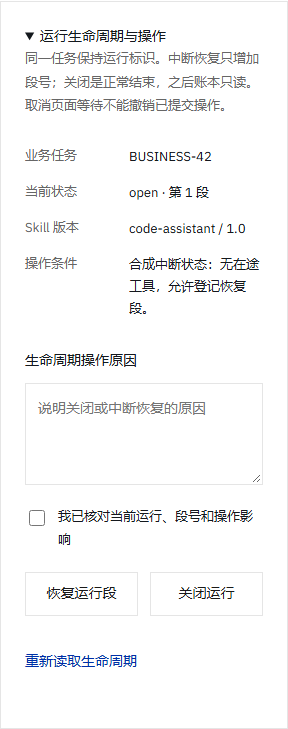 ▼ 运行生命周期与操作
同一任务保持运行标识。中断恢复只增加
段号；关闭是正常结束，之后账本只读。
取消页面等待不能撤销已提交操作。
业务任务 BUSINESS-42
当前状态 open · 第 1 段
Skill 版本 code-assistant / 1.0
操作条件 合成中断状态：无在途
工具，允许登记恢复
段。
生命周期操作原因
说明关闭或中断恢复的原因
我已核对当前运行、段号和操作影
响
恢复运行段 关闭运行
重新读取生命周期